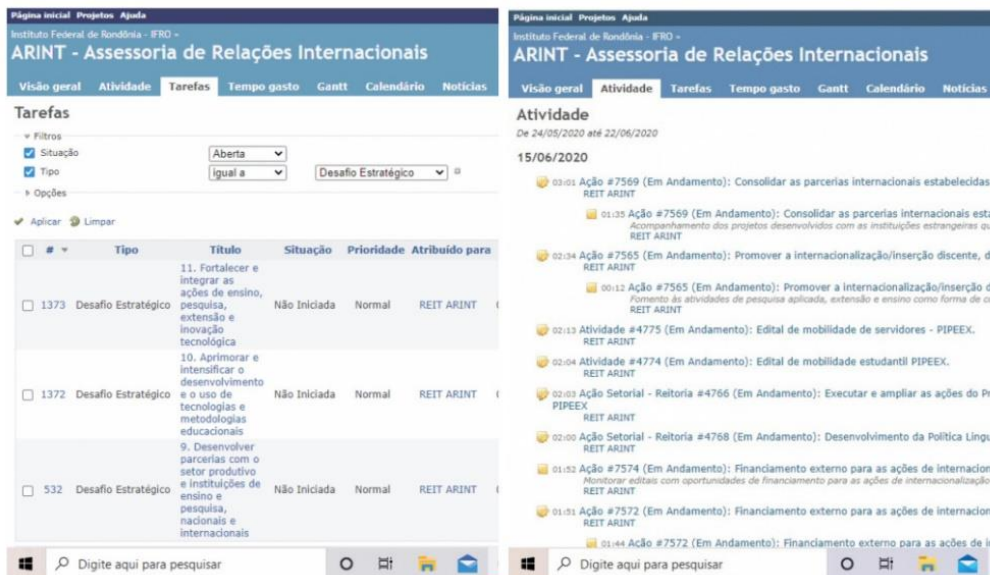 Página inicial Projetos Ajuda
Instituto Federal de Rondônia - IFRO »
ARINT - Assessoria de Relações Internacionais
Visão geral Atividade Tarefas Tempo gasto Gantt Calendário Notícias
Tarefas
Filtros
Situação Aberta
Tipo igual a Desafio Estratégico
Opções
Aplicar Limpar
# Tipo Título Situação Prioridade Atribuído para
1373 Desafio Estratégico 11. Fortalecer e
integrar as
ações de ensino,
pesquisa,
extensão e
inovação
tecnológica
Não Iniciada Normal REIT ARINT
1372 Desafio Estratégico 10. Aprimorar e
intensificar o
desenvolvimento
e o uso de
tecnologias e
metodologias
educacionais
Não Iniciada Normal REIT ARINT
532 Desafio Estratégico 9. Desenvolver
parcerias com o
setor produtivo
e instituições de
ensino e
pesquisa,
nacionais e
internacionais
Não Iniciada Normal REIT ARINT
Digite aqui para pesquisar
Página inicial Projetos Ajuda
Instituto Federal de Rondônia - IFRO »
ARINT - Assessoria de Relações Internacionais
Visão geral Atividade Tarefas Tempo gasto Gantt Calendário Notícias
Atividade
De 24/05/2020 até 22/06/2020
15/06/2020
03:01 Ação #7569 (Em Andamento): Consolidar as parcerias internacionais estabelecidas
REIT ARINT
01:35 Ação #7569 (Em Andamento): Consolidar as parcerias internacionais esta
Acompanhamento dos projetos desenvolvidos com as instituições estrangeiras qu
REIT ARINT
02:34 Ação #7565 (Em Andamento): Promover a internacionalização/inserção discente, d
REIT ARINT
00:12 Ação #7565 (Em Andamento): Promover a internacionalização/inserção d
Fomento às atividades de pesquisa aplicada, extensão e ensino como forma de co
REIT ARINT
02:13 Atividade #4775 (Em Andamento): Edital de mobilidade de servidores - PIPEEX.
REIT ARINT
02:04 Atividade #4774 (Em Andamento): Edital de mobilidade estudantil PIPEEX.
REIT ARINT
02:03 Ação Setorial - Reitoria #4766 (Em Andamento): Executar e ampliar as ações do Pr
PIPEEX
REIT ARINT
02:00 Ação Setorial - Reitoria #4768 (Em Andamento): Desenvolvimento da Política Lingu
REIT ARINT
01:52 Ação #7574 (Em Andamento): Financiamento externo para as ações de internacion
Monitorar editais com oportunidades de financiamento para as ações de internacionalização
REIT ARINT
01:51 Ação #7572 (Em Andamento): Financiamento externo para as ações de internacion
REIT ARINT
01:44 Ação #7572 (Em Andamento): Financiamento externo para as ações de in
Digite aqui para pesquisar